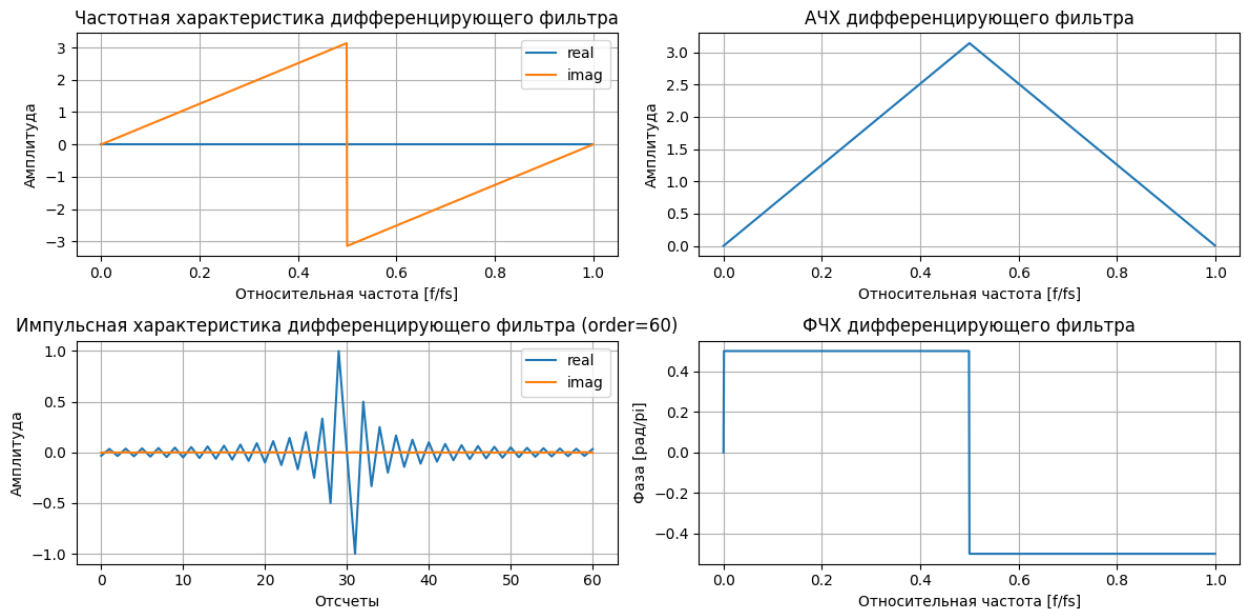 Частотная характеристика дифференцирующего фильтра
3
2
1
0
−1
−2
−3
Амплитуда
real
imag
0.0 0.2 0.4 0.6 0.8 1.0
Относительная частота [f/fs]
АЧХ дифференцирующего фильтра
3.0
2.5
2.0
1.5
1.0
0.5
0.0
Амплитуда
0.0 0.2 0.4 0.6 0.8 1.0
Относительная частота [f/fs]
Импульсная характеристика дифференцирующего фильтра (order=60)
1.0
0.5
0.0
−0.5
−1.0
Амплитуда
real
imag
0 10 20 30 40 50 60
Отсчеты
ФЧХ дифференцирующего фильтра
0.4
0.2
0.0
−0.2
−0.4
Фаза [рад/pi]
0.0 0.2 0.4 0.6 0.8 1.0
Относительная частота [f/fs]